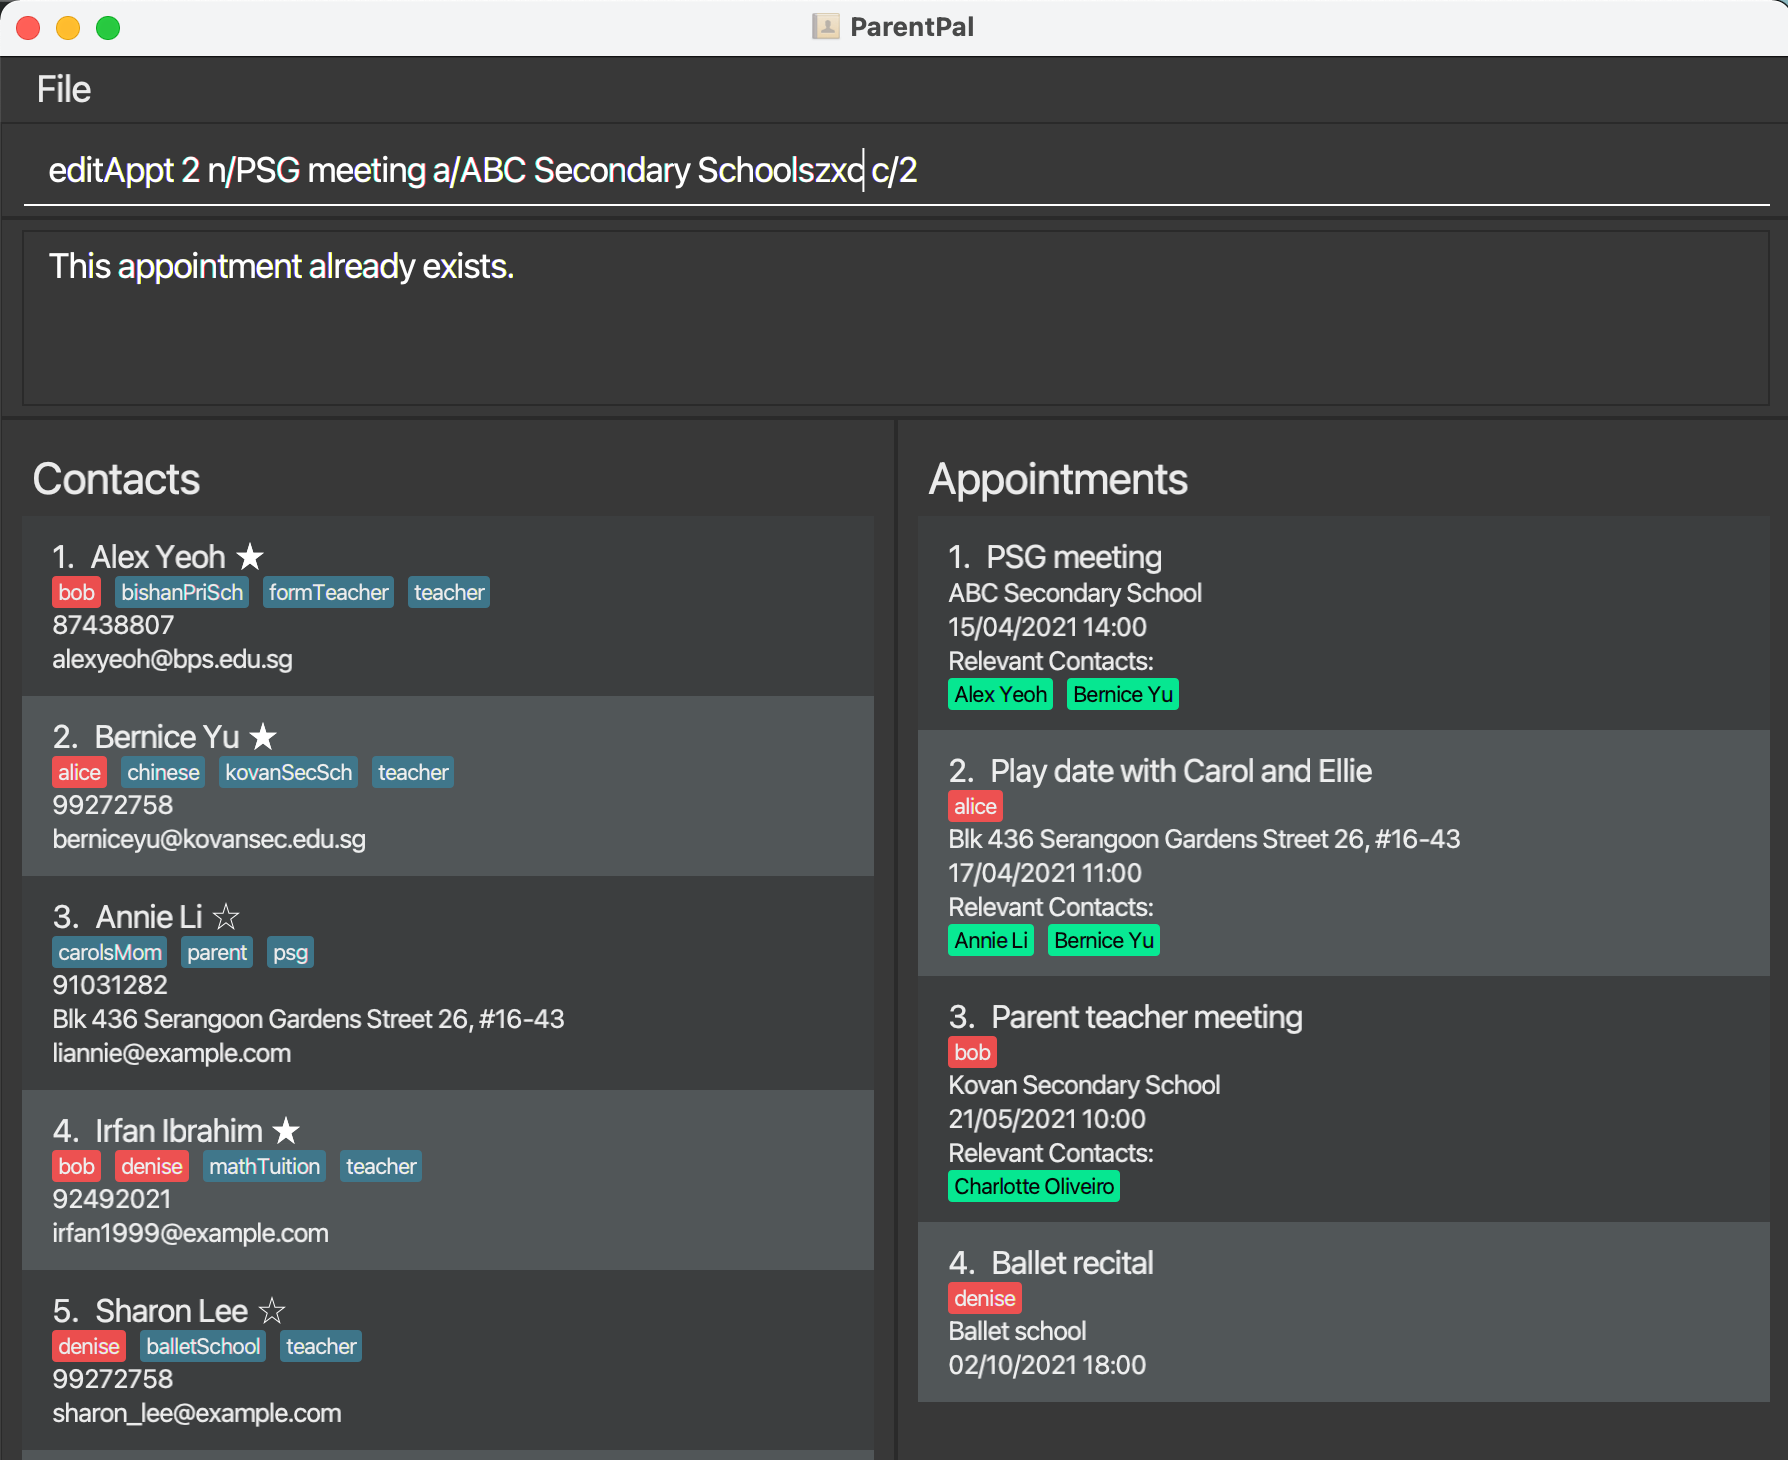 ParentPal
File
editAppt 2 n/PSG meeting a/ABC Secondary Schoolszxc c/2
This appointment already exists.
Contacts
1. Alex Yeoh ★
bob bishanPriSch formTeacher teacher
87438807
alexyeoh@bps.edu.sg
2. Bernice Yu ★
alice chinese kovanSecSch teacher
99272758
berniceyu@kovansec.edu.sg
3. Annie Li ☆
carolsMom parent psg
91031282
Blk 436 Serangoon Gardens Street 26, #16-43
liannie@example.com
4. Irfan Ibrahim ★
bob denise mathTuition teacher
92492021
irfan1999@example.com
5. Sharon Lee ☆
denise balletSchool teacher
99272758
sharon_lee@example.com
Appointments
1. PSG meeting
ABC Secondary School
15/04/2021 14:00
Relevant Contacts:
Alex Yeoh Bernice Yu
2. Play date with Carol and Ellie
alice
Blk 436 Serangoon Gardens Street 26, #16-43
17/04/2021 11:00
Relevant Contacts:
Annie Li Bernice Yu
3. Parent teacher meeting
bob
Kovan Secondary School
21/05/2021 10:00
Relevant Contacts:
Charlotte Oliveiro
4. Ballet recital
denise
Ballet school
02/10/2021 18:00